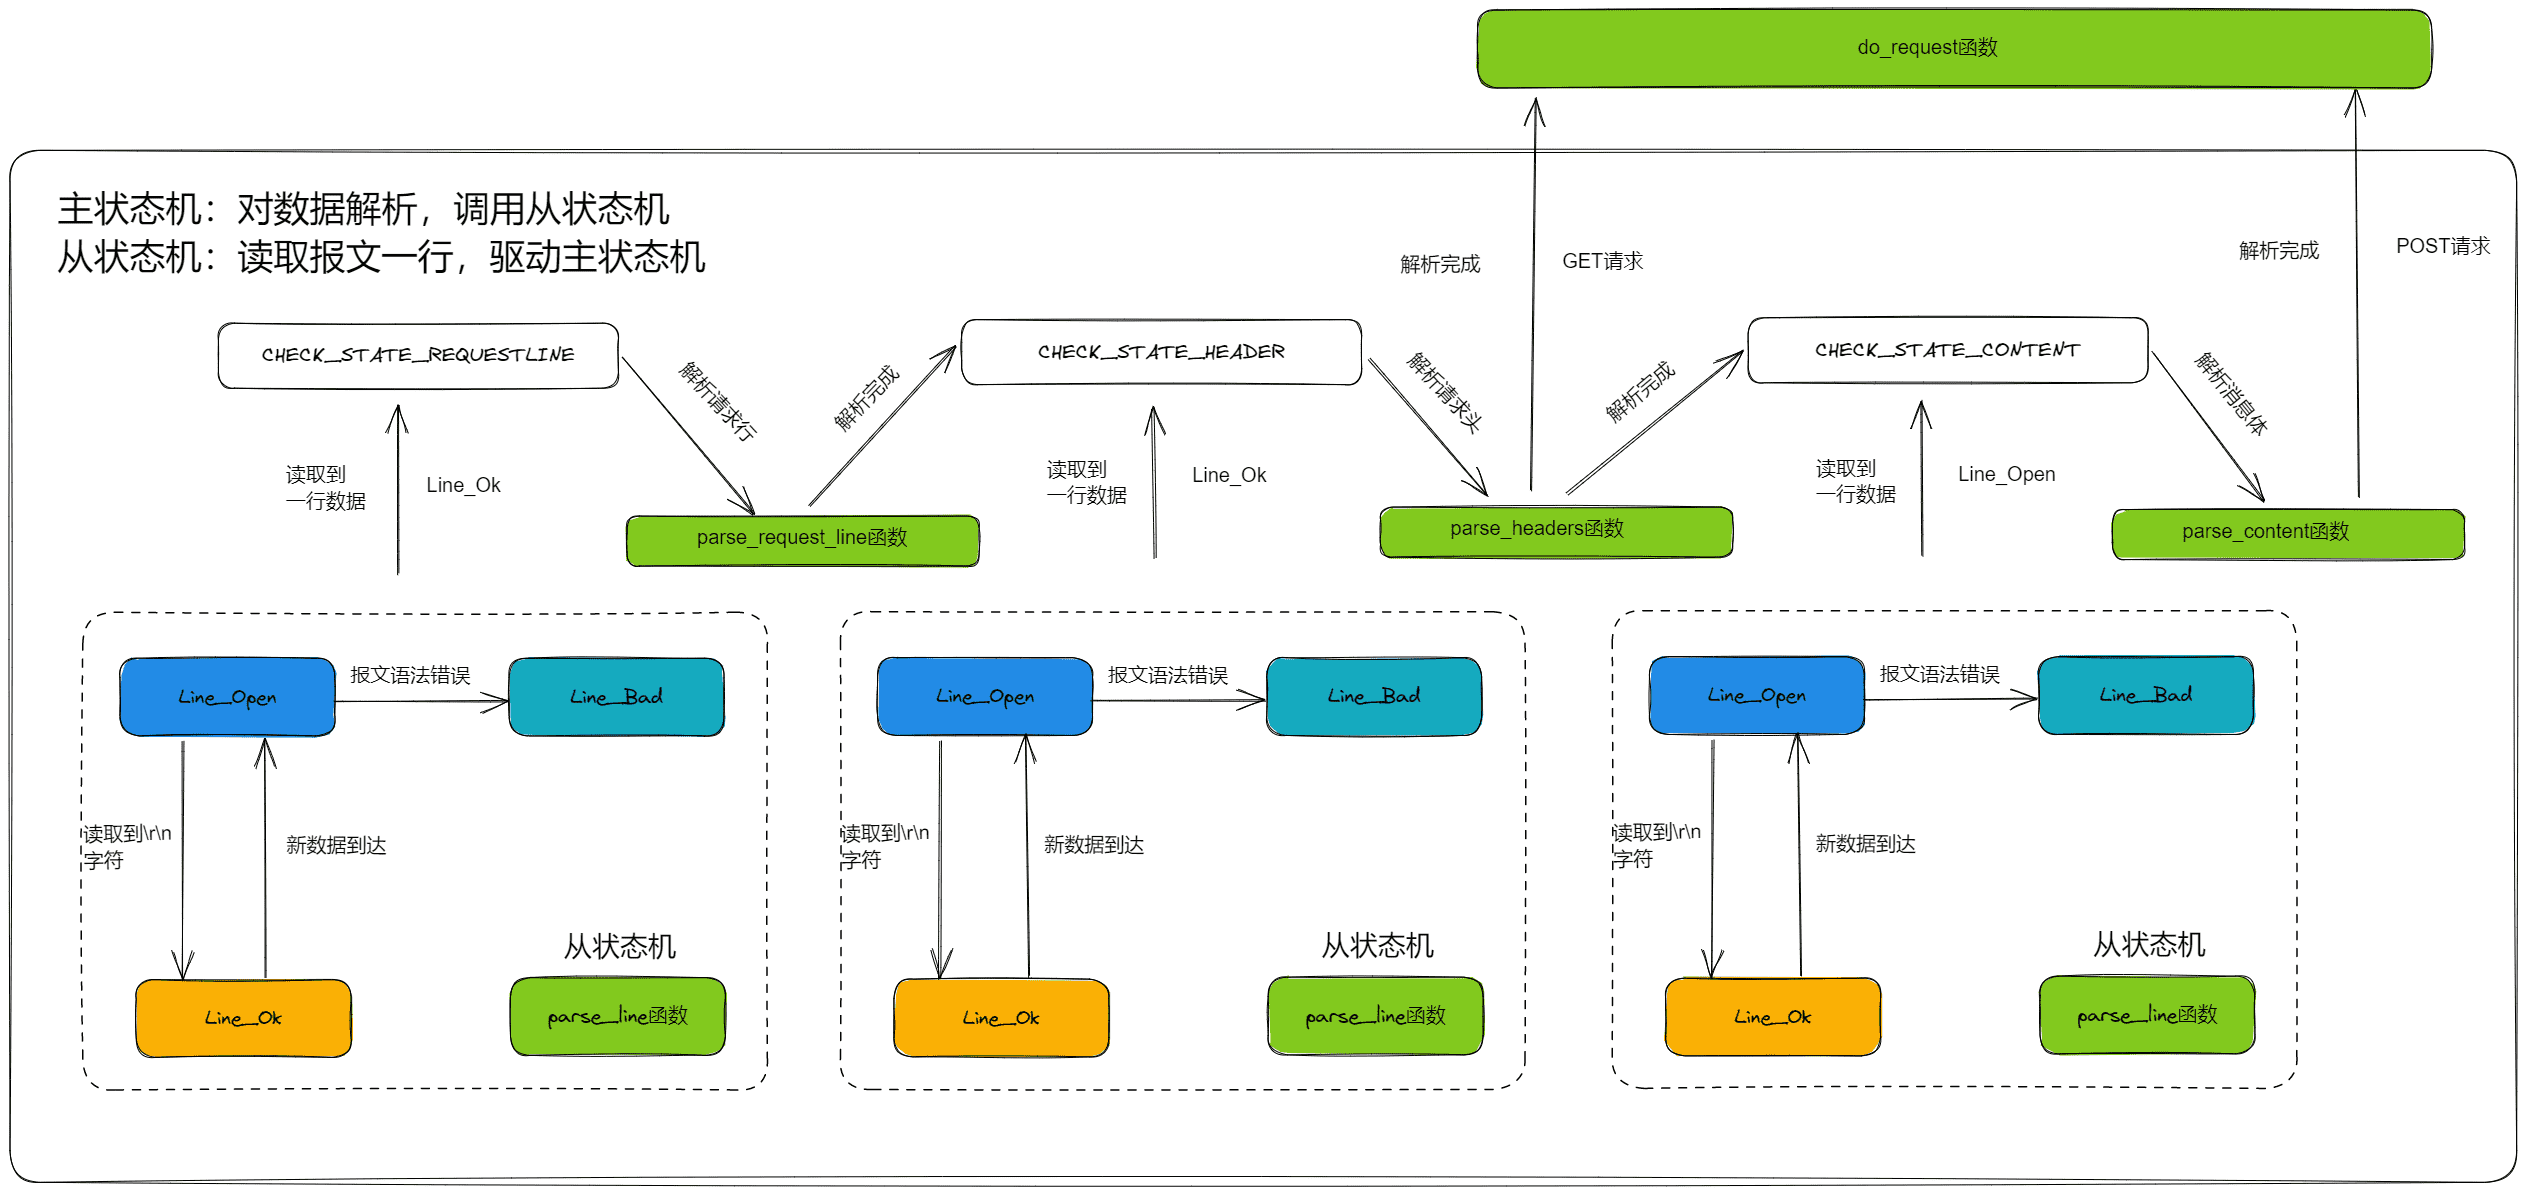 do_request函数
主状态机：对数据解析，调用从状态机
从状态机：读取报文一行，驱动主状态机
解析完成
GET请求
解析完成
POST请求
CHECK_STATE_REQUESTLINE
解析请求行
解析完成
CHECK_STATE_HEADER
解析请求头
解析完成
CHECK_STATE_CONTENT
解析消息体
读取到
一行数据
Line_Ok
parse_request_line函数
读取到
一行数据
Line_Ok
parse_headers函数
读取到
一行数据
Line_Open
parse_content函数
Line_Open
报文语法错误
Line_Bad
读取到\r\n
字符
新数据到达
从状态机
Line_Ok
parse_line函数
Line_Open
报文语法错误
Line_Bad
读取到\r\n
字符
新数据到达
从状态机
Line_Ok
parse_line函数
Line_Open
报文语法错误
Line_Bad
读取到\r\n
字符
新数据到达
从状态机
Line_Ok
parse_line函数